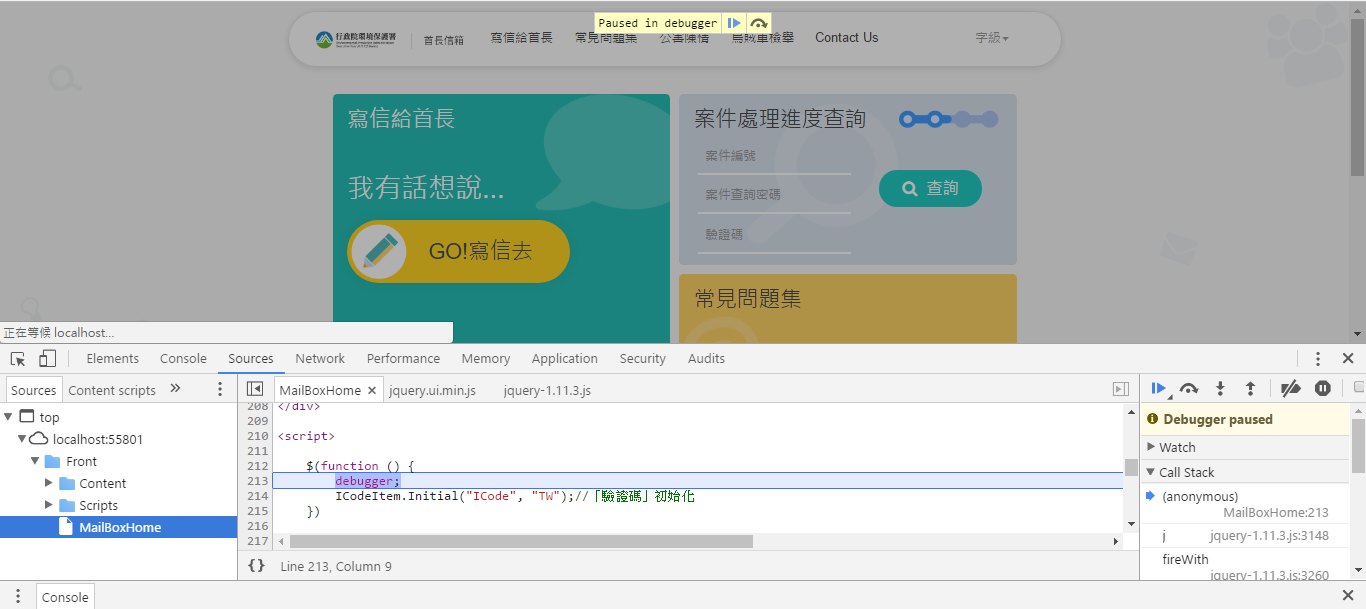 Paused in debugger
行政院環境保護署
首長信箱
寫信給首長
常見問題集
公害陳情
烏賊車檢舉
Contact Us
字級
寫信給首長
我有話想說...
GO!寫信去
案件處理進度查詢
案件編號
案件查詢密碼
驗證碼
查詢
常見問題集
正在等候 localhost...
Elements Console Sources Network Performance Memory Application Security Audits
Sources Content scripts »
top
localhost:55801
Front
Content
Scripts
MailBoxHome
MailBoxHome × jquery.ui.min.js jquery-1.11.3.js
208 </div>
209
210 <script>
211
212 $(function () {
213 debugger;
214 ICodeItem.Initial("ICode", "TW");//「驗證碼」初始化
215 })
216
217
{} Line 213, Column 9
Debugger paused
Watch
Call Stack
(anonymous)
MailBoxHome:213
j jquery-1.11.3.js:3148
fireWith
jquery-1.11.3.js:3260
Console